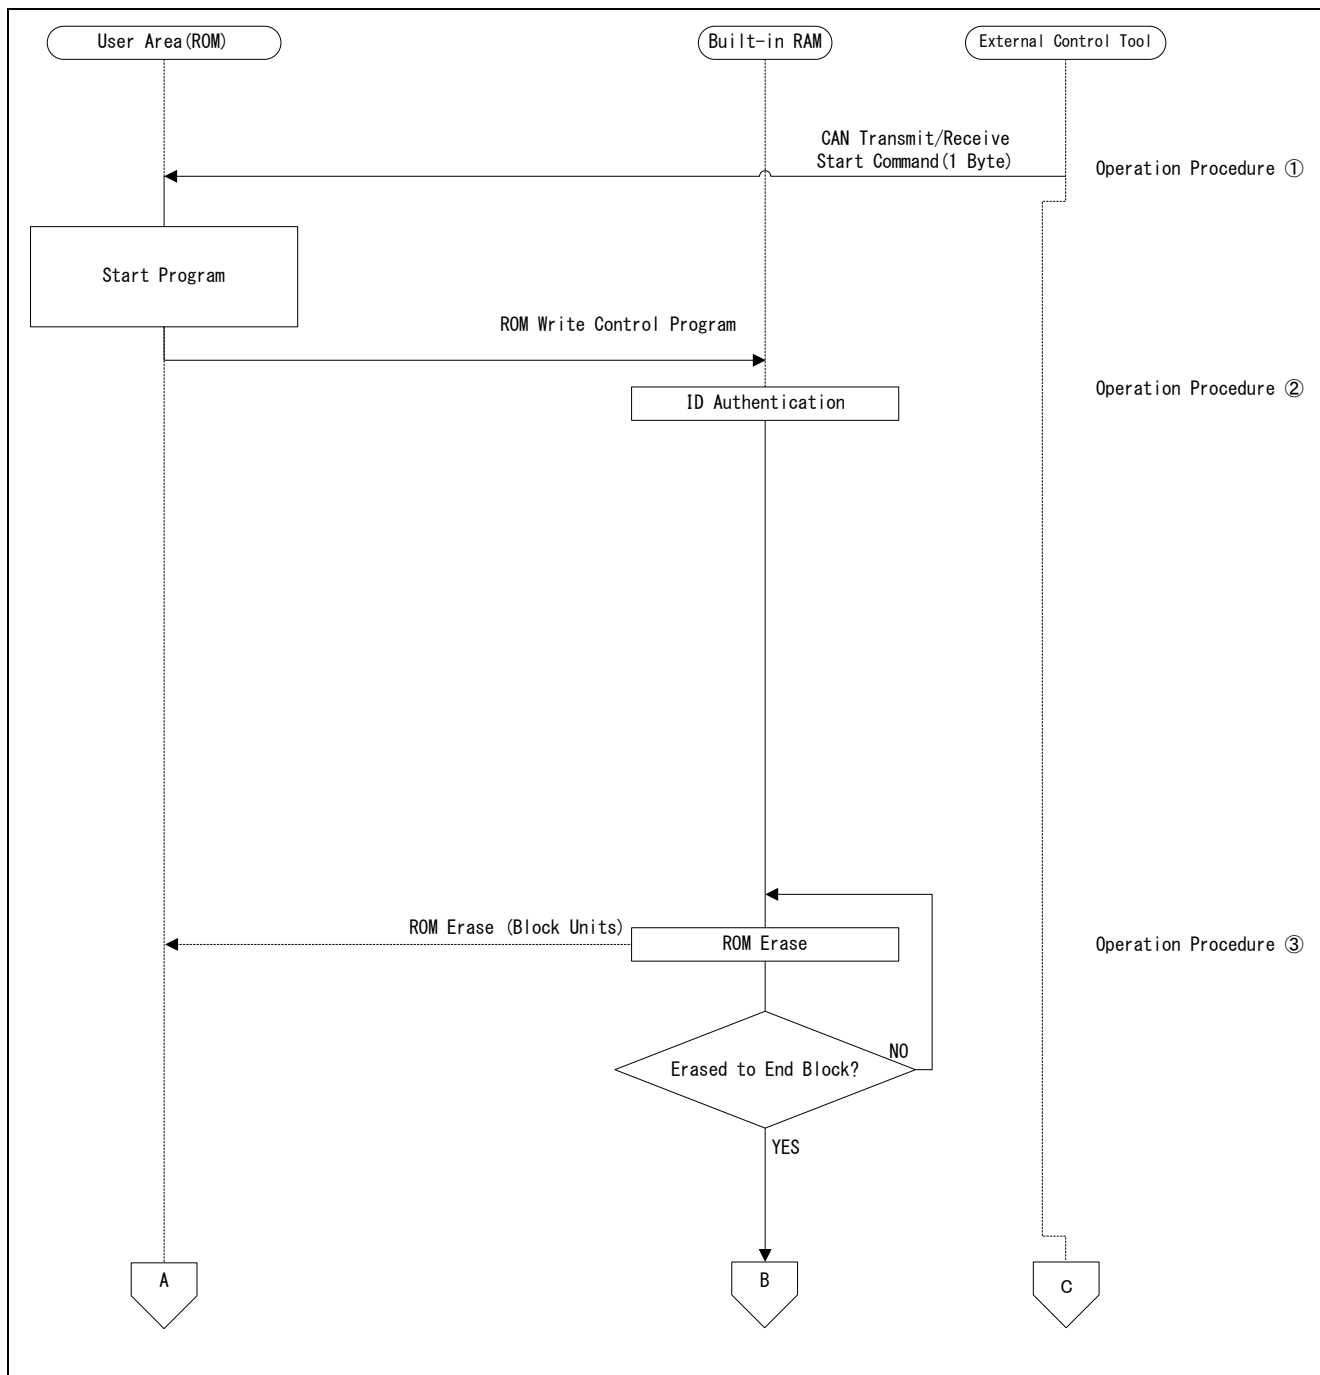 User Area(ROM)
Built-in RAM
External Control Tool
CAN Transmit/Receive
Start Command(1 Byte)
Operation Procedure ①
Start Program
ROM Write Control Program
ID Authentication
Operation Procedure ②
ROM Erase (Block Units)
ROM Erase
Operation Procedure ③
NO
Erased to End Block?
YES
A
B
C